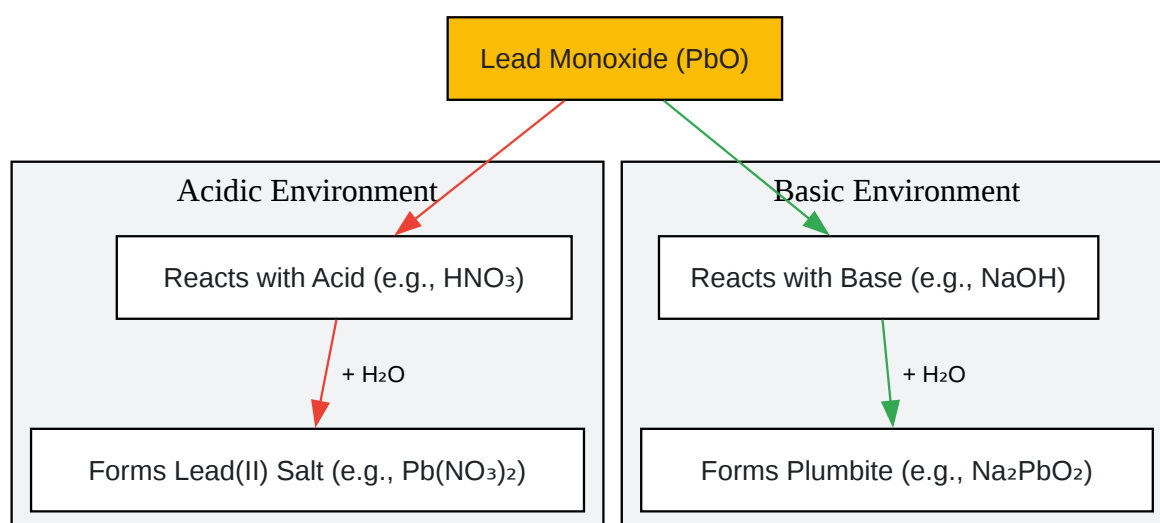 Lead Monoxide (PbO)
Acidic Environment
Reacts with Acid (e.g., HNO₃)
+ H₂O
Forms Lead(II) Salt (e.g., Pb(NO₃)₂)
Basic Environment
Reacts with Base (e.g., NaOH)
+ H₂O
Forms Plumbite (e.g., Na₂PbO₂)